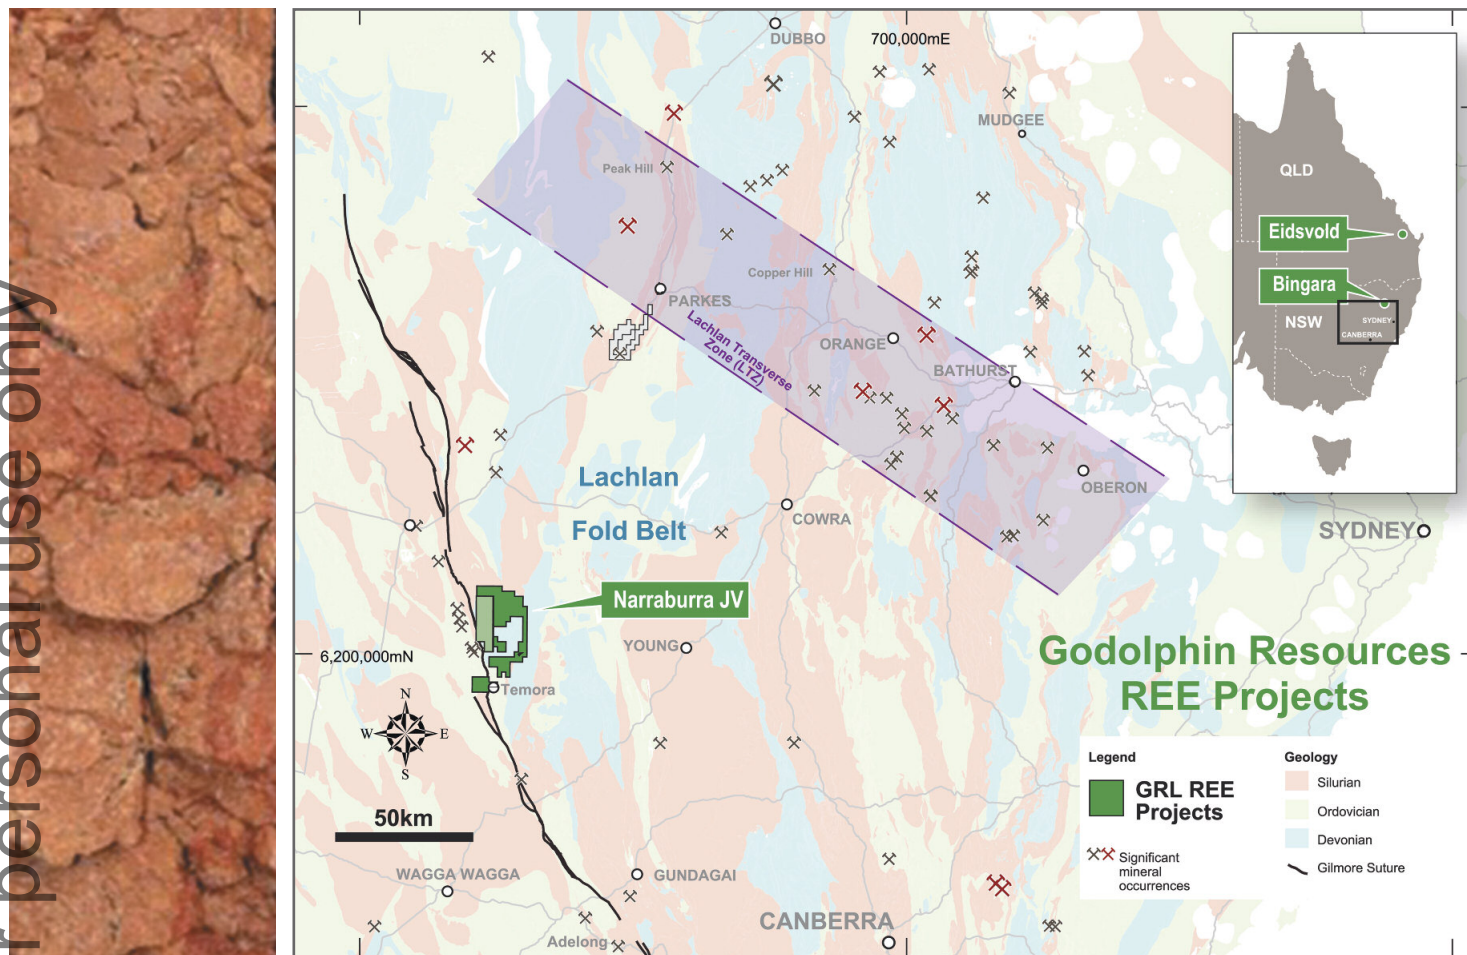 r personal use only
DUBBO
700,000mE
MUDGEE
Peak Hill
Copper Hill
PARKES
Lachlan Transverse
Zone (LTZ)
ORANGE
BATHURST
OBERON
Lachlan
Fold Belt
COWRA
SYDNEY
Narraburra JV
YOUNG
6,200,000mN
Temora
N
W
E
S
50km
WAGGA WAGGA
GUNDAGAI
Adelong
CANBERRA
QLD
Eidsvold
Bingara
NSW
SYDNEY
CANBERRA
Godolphin Resources
REE Projects
Legend
GRL REE
Projects
Significant
mineral
occurrences
Geology
Silurian
Ordovician
Devonian
Gilmore Suture